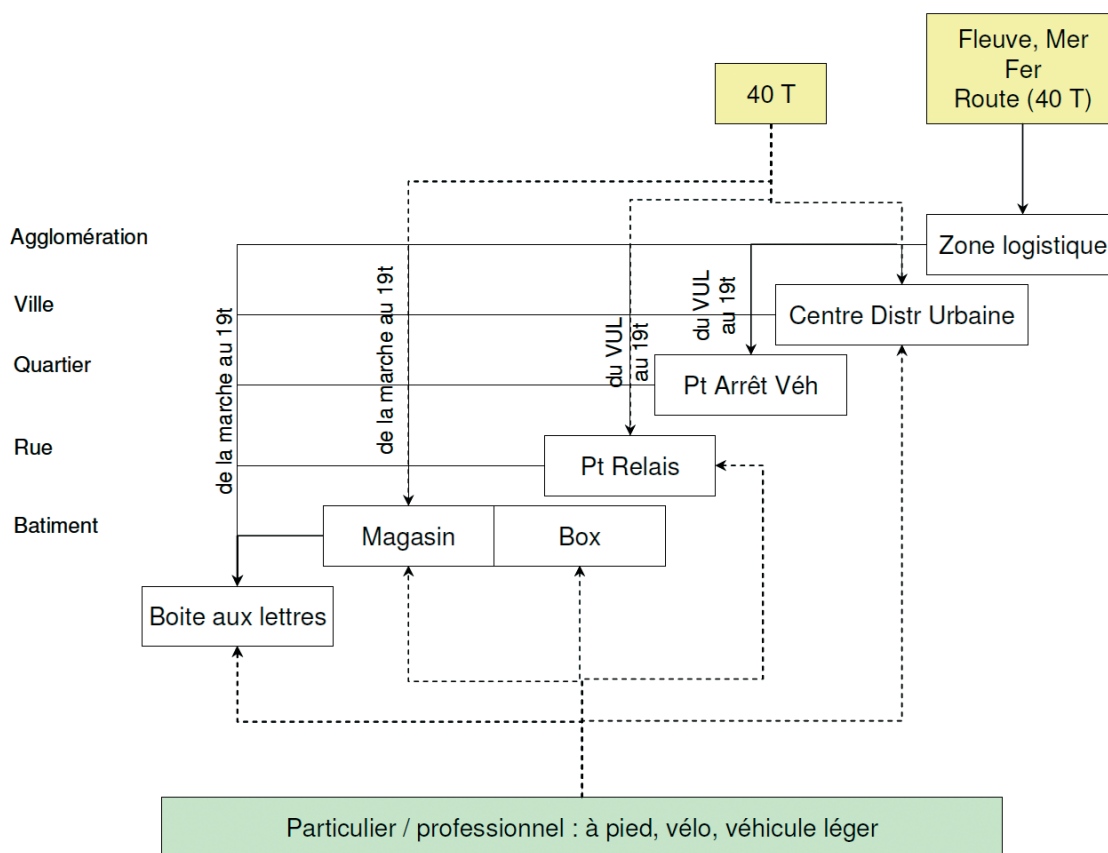 Fleuve, Mer
Fer
Route (40 T)
40 T
Agglomération
Zone logistique
Ville
Centre Distr Urbaine
Quartier
Pt Arrêt Véh
Rue
Pt Relais
Batiment
Magasin
Box
Boite aux lettres
de la marche au 19t
de la marche au 19t
du VUL
au 19t
du VUL
au 19t
Particulier / professionnel : à pied, vélo, véhicule léger